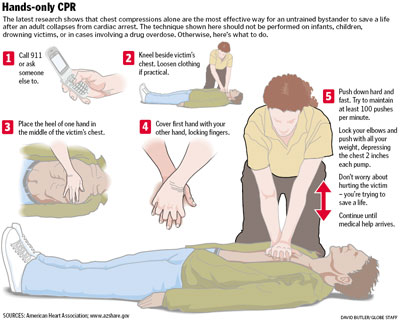 Hands-only CPR
The latest research shows that chest compressions alone are the most effective way for an untrained bystander to save a life
after an adult collapses from cardiac arrest. The technique shown here should not be performed on infants, children,
drowning victims, or in cases involving a drug overdose. Otherwise, here's what to do.
1
Call 911
or ask
someone
else to.
2
Kneel beside victim's
chest. Loosen clothing
if practical.
3
Place the heel of one hand in
the middle of the victim's chest.
4
Cover first hand with your
other hand, locking fingers.
5
Push down hard and
fast. Try to maintain
at least 100 pushes
per minute.
Lock your elbows and
push with all your
weight, depressing
the chest 2 inches
each pump.
Don't worry about
hurting the victim
– you're trying to
save a life.
Continue until
medical help arrives.
SOURCES: American Heart Association; www.azshare.gov
DAVID BUTLER/GLOBE STAFF